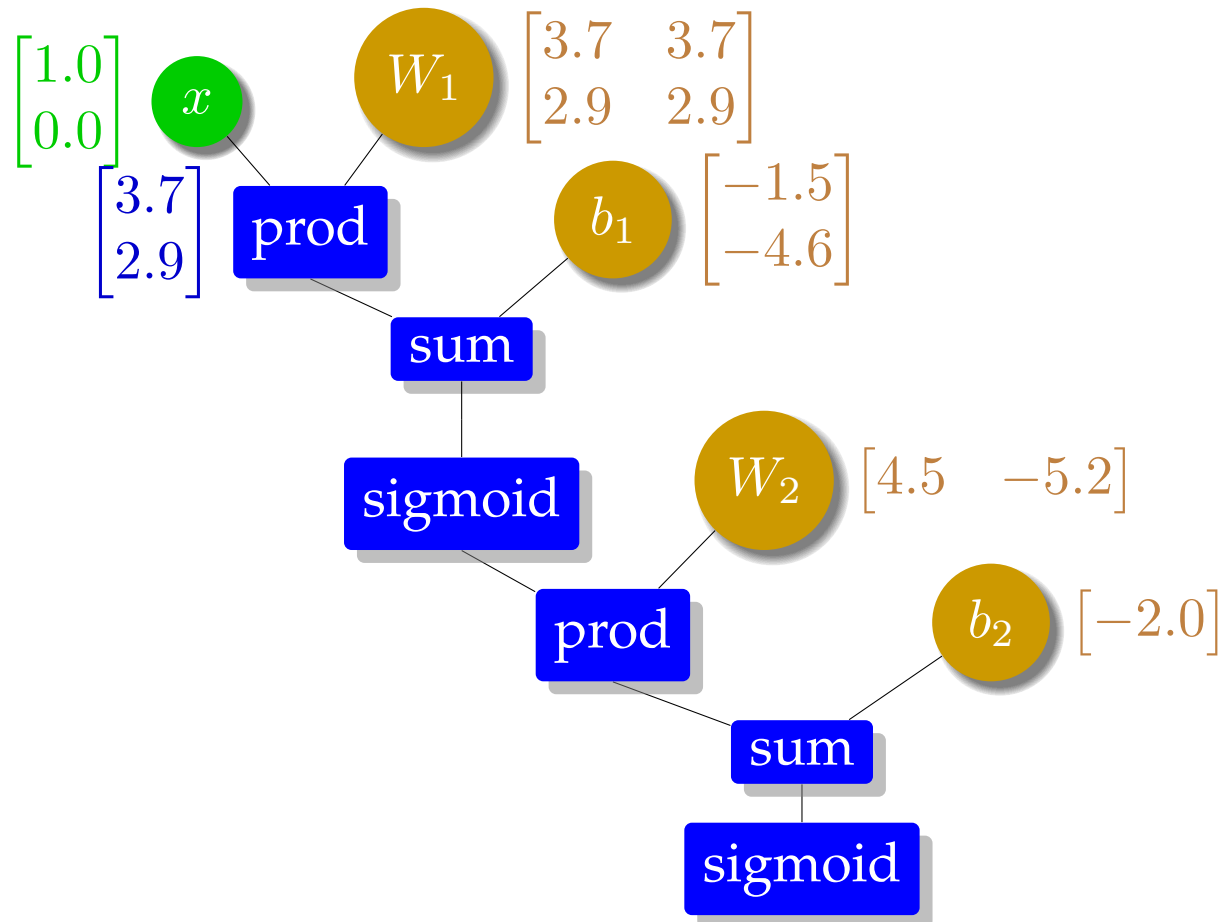 [1.0
0.0]
x
W₁
[3.7 3.7
2.9 2.9]
[3.7
2.9]
prod
b₁
[−1.5
−4.6]
sum
sigmoid
W₂
[4.5 −5.2]
prod
b₂
[−2.0]
sum
sigmoid